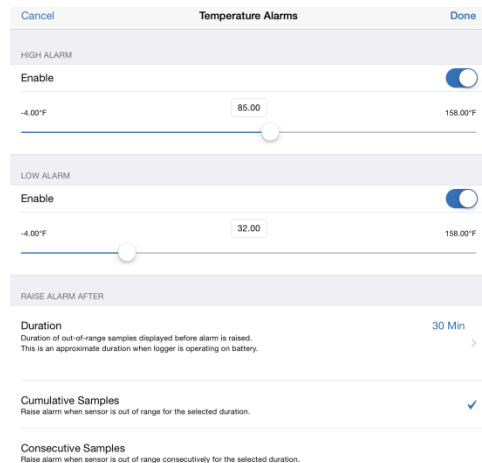 Cancel Temperature Alarms Done
HIGH ALARM
Enable
-4.00°F 85.00 158.00°F
LOW ALARM
Enable
-4.00°F 32.00 158.00°F
RAISE ALARM AFTER
Duration 30 Min
Duration of out-of-range samples displayed before alarm is raised.
This is an approximate duration when logger is operating on battery.
Cumulative Samples
Raise alarm when sensor is out of range for the selected duration.
Consecutive Samples
Raise alarm when sensor is out of range consecutively for the selected duration.